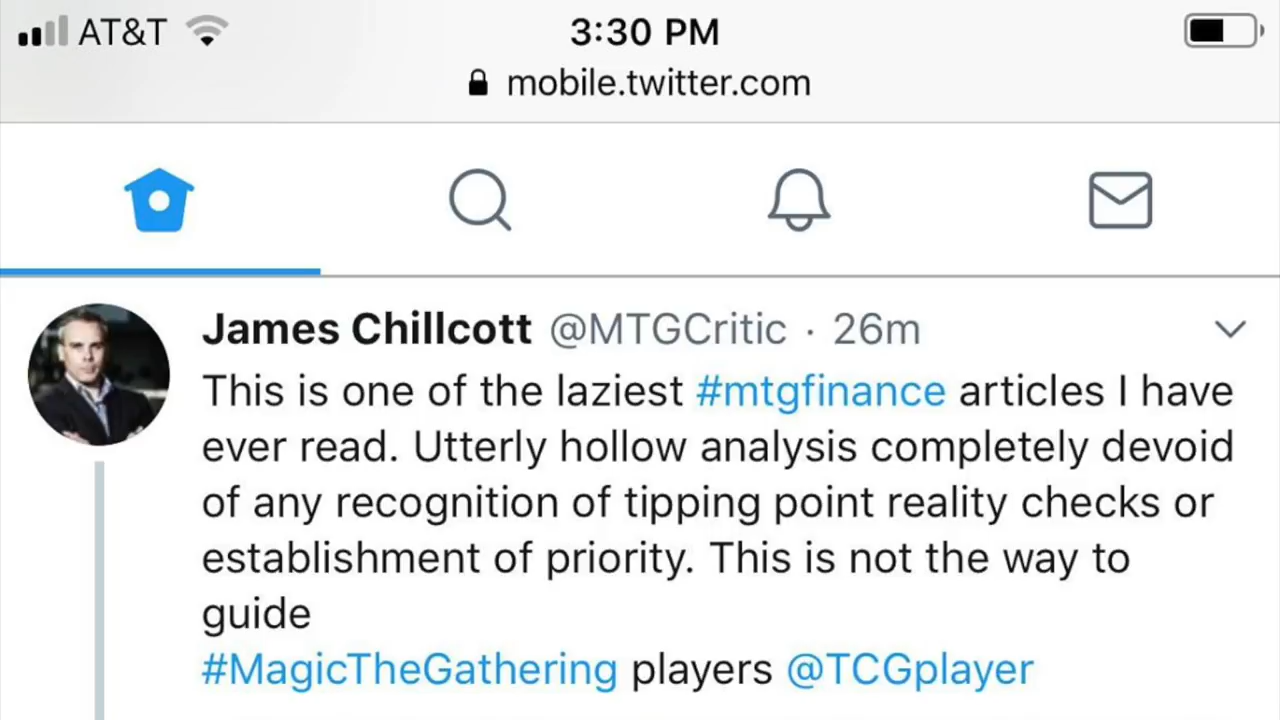 AT&T 3:30 PM
mobile.twitter.com
James Chillcott @MTGCritic · 26m
This is one of the laziest #mtgfinance articles I have
ever read. Utterly hollow analysis completely devoid
of any recognition of tipping point reality checks or
establishment of priority. This is not the way to
guide
#MagicTheGathering players @TCGplayer